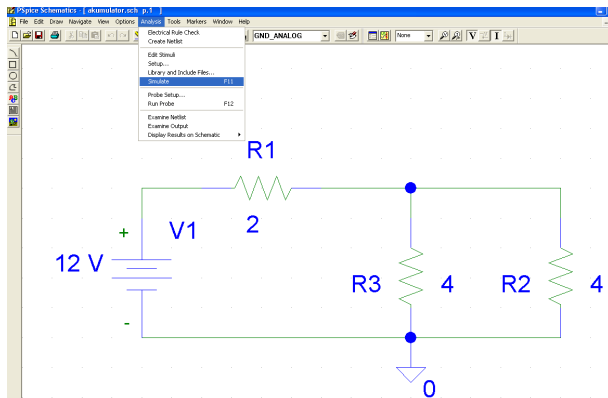 PSpice Schematics - [ akumulator.sch p.1 ]
File Edit Draw Navigate View Options Analysis Tools Markers Window Help
GND_ANALOG None V I
Electrical Rule Check
Create Netlist
Edit Stimuli
Setup...
Library and Include Files...
Simulate F11
Probe Setup...
Run Probe F12
Examine Netlist
Examine Output
Display Results on Schematic
R1
2
+
V1
12 V
R3
4
R2
4
-
0